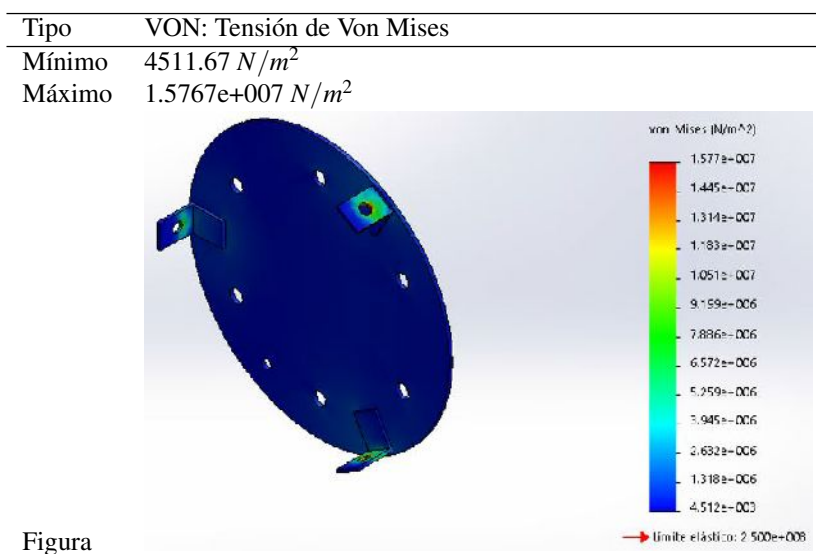 Tipo VON: Tensión de Von Mises
Mínimo 4511.67 N/m²
Máximo 1.5767e+007 N/m²
von Mises (N/m^2)
1.577e+007
1.445e+007
1.314e+007
1.183e+007
1.051e+007
9.159e+006
7.886e+006
6.572e+006
5.259e+006
3.945e+006
2.632e+006
1.318e+006
4.512e+003
Límite elástico: 2.500e+008
Figura